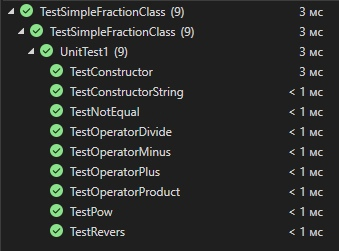 TestSimpleFractionClass (9) 3 мс
TestSimpleFractionClass (9) 3 мс
UnitTest1 (9) 3 мс
TestConstructor 3 мс
TestConstructorString < 1 мс
TestNotEqual < 1 мс
TestOperatorDivide < 1 мс
TestOperatorMinus < 1 мс
TestOperatorPlus < 1 мс
TestOperatorProduct < 1 мс
TestPow < 1 мс
TestRevers < 1 мс